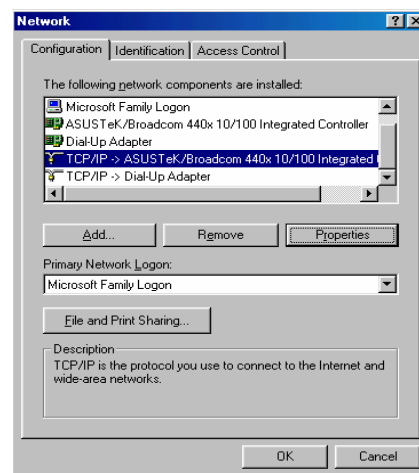 Network
Configuration Identification Access Control
The following network components are installed:
Microsoft Family Logon
ASUSTeK/Broadcom 440x 10/100 Integrated Controller
Dial-Up Adapter
TCP/IP -> ASUSTeK/Broadcom 440x 10/100 Integrated
TCP/IP -> Dial-Up Adapter
Add... Remove Properties
Primary Network Logon:
Microsoft Family Logon
File and Print Sharing...
Description
TCP/IP is the protocol you use to connect to the Internet and
wide-area networks.
OK Cancel